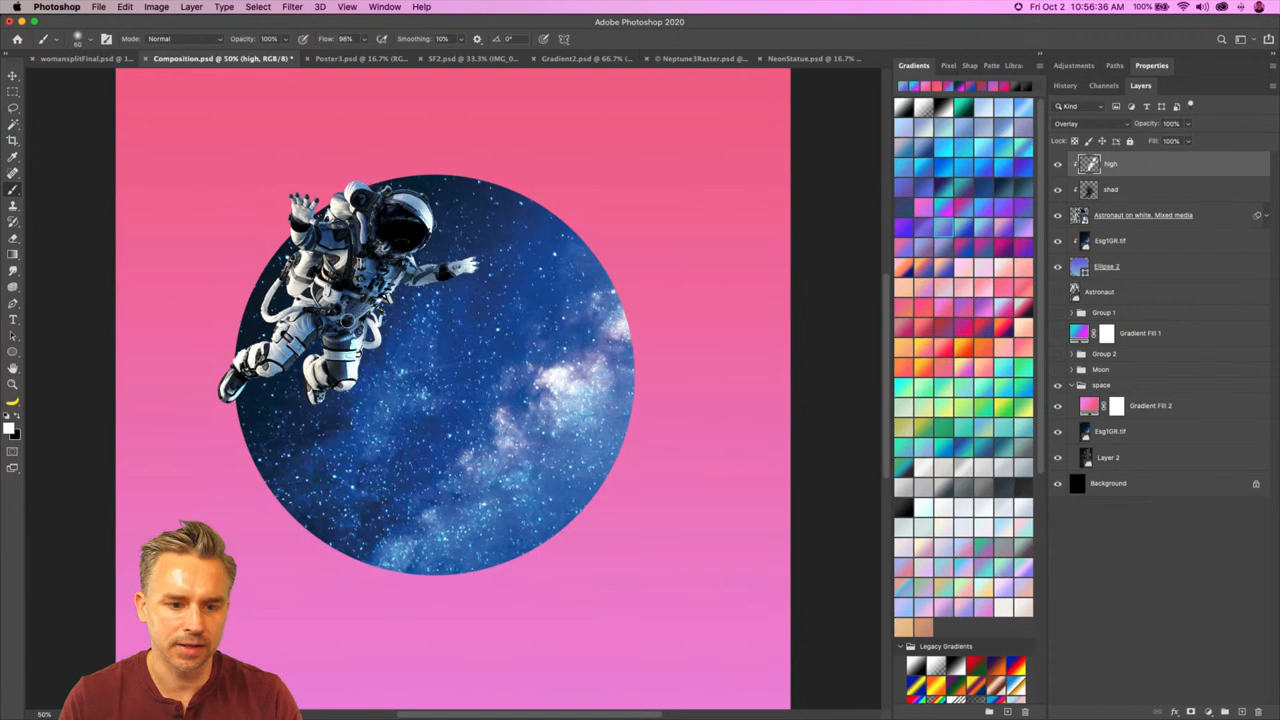 Photoshop File Edit Image Layer Type Select Filter 3D View Window Help 100% Fri Oct 2 10:56:36 AM
Adobe Photoshop 2020
60 Mode: Normal Opacity: 100% Flow: 98% Smoothing: 10% 0°
womansplitFinal.psd @ 1... Composition.psd @ 50% (high, RGB/8) * Poster3.psd @ 16.7% (RG... SF2.psd @ 33.3% (IMG_0... Gradient2.psd @ 66.7% (... © Neptune3Raster.psd @... NeonStatue.psd @ 16.7% ...
Gradients Pixel Shap Patte Libra Adjustments Paths Properties
History Channels Layers
Kind
Overlay Opacity: 100%
Lock: Fill: 100%
high
shad
Astronaut on white. Mixed media
Esg1GR.tif
Ellipse 2
Astronaut
Group 1
Gradient Fill 1
Group 2
Moon
space
Gradient Fill 2
Esg1GR.tif
Layer 2
Background
Legacy Gradients
50%